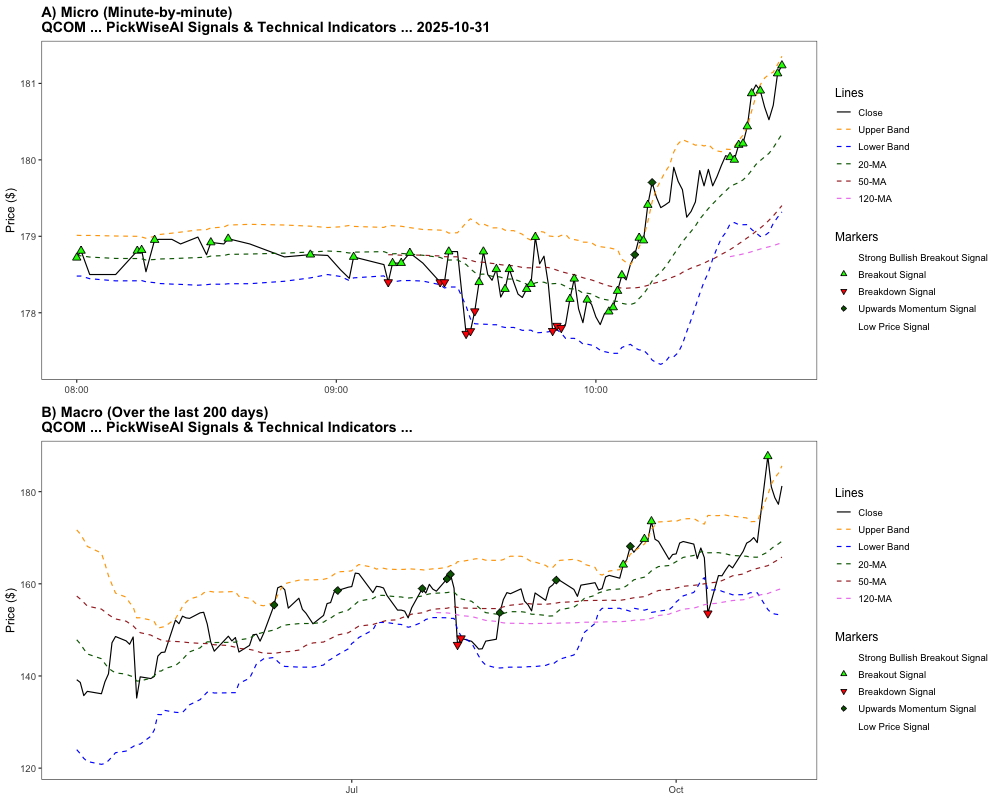 A) Micro (Minute-by-minute)
QCOM ... PickWiseAI Signals & Technical Indicators ... 2025-10-31
Price ($)
181
180
179
178
08:00
09:00
10:00
Lines
Close
Upper Band
Lower Band
20-MA
50-MA
120-MA
Markers
Strong Bullish Breakout Signal
Breakout Signal
Breakdown Signal
Upwards Momentum Signal
Low Price Signal
B) Macro (Over the last 200 days)
QCOM ... PickWiseAI Signals & Technical Indicators ...
Price ($)
180
160
140
120
Jul
Oct
Lines
Close
Upper Band
Lower Band
20-MA
50-MA
120-MA
Markers
Strong Bullish Breakout Signal
Breakout Signal
Breakdown Signal
Upwards Momentum Signal
Low Price Signal